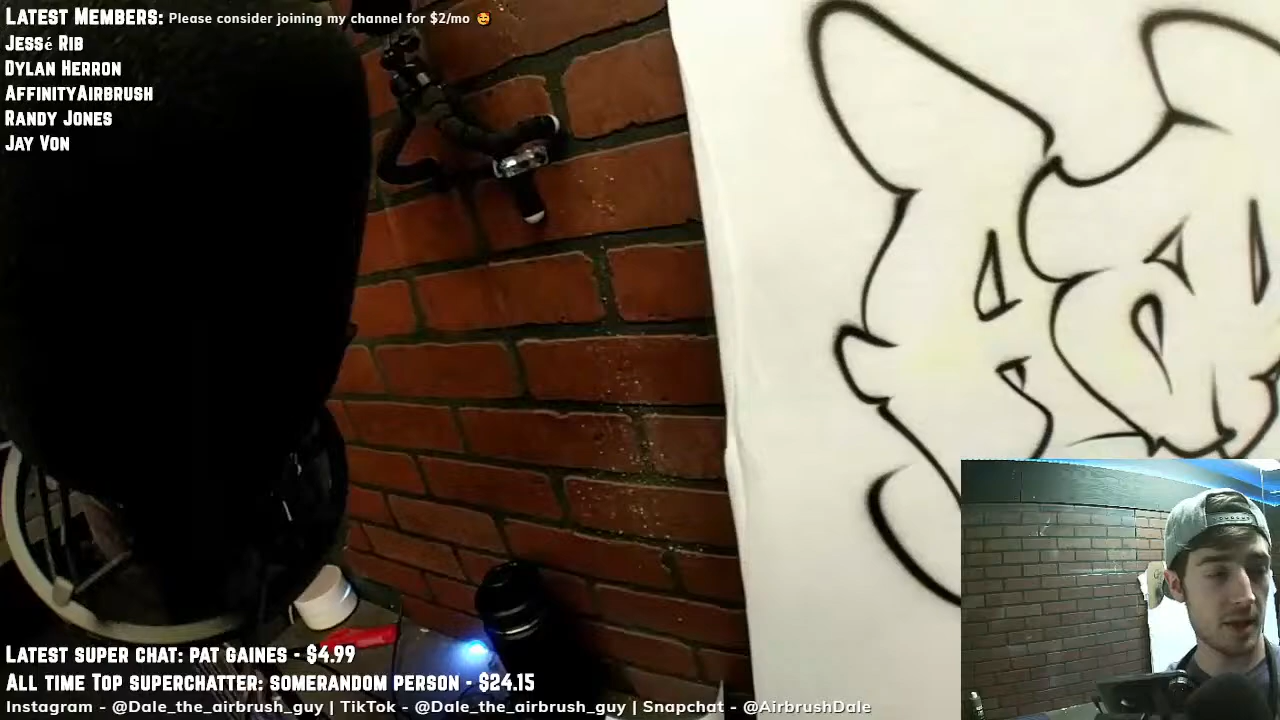 LATEST MEMBERS: Please consider joining my channel for $2/mo 😉
JESSé RIB
DYLAN HERRON
AFFINITYAIRBRUSH
RANDY JONES
JAY VON
LATEST SUPER CHAT: PAT GAINES - $4.99
ALL TIME TOP SUPERCHATTER: SOMERANDOM PERSON - $24.15
Instagram - @Dale_the_airbrush_guy | TikTok - @Dale_the_airbrush_guy | Snapchat - @AirbrushDale